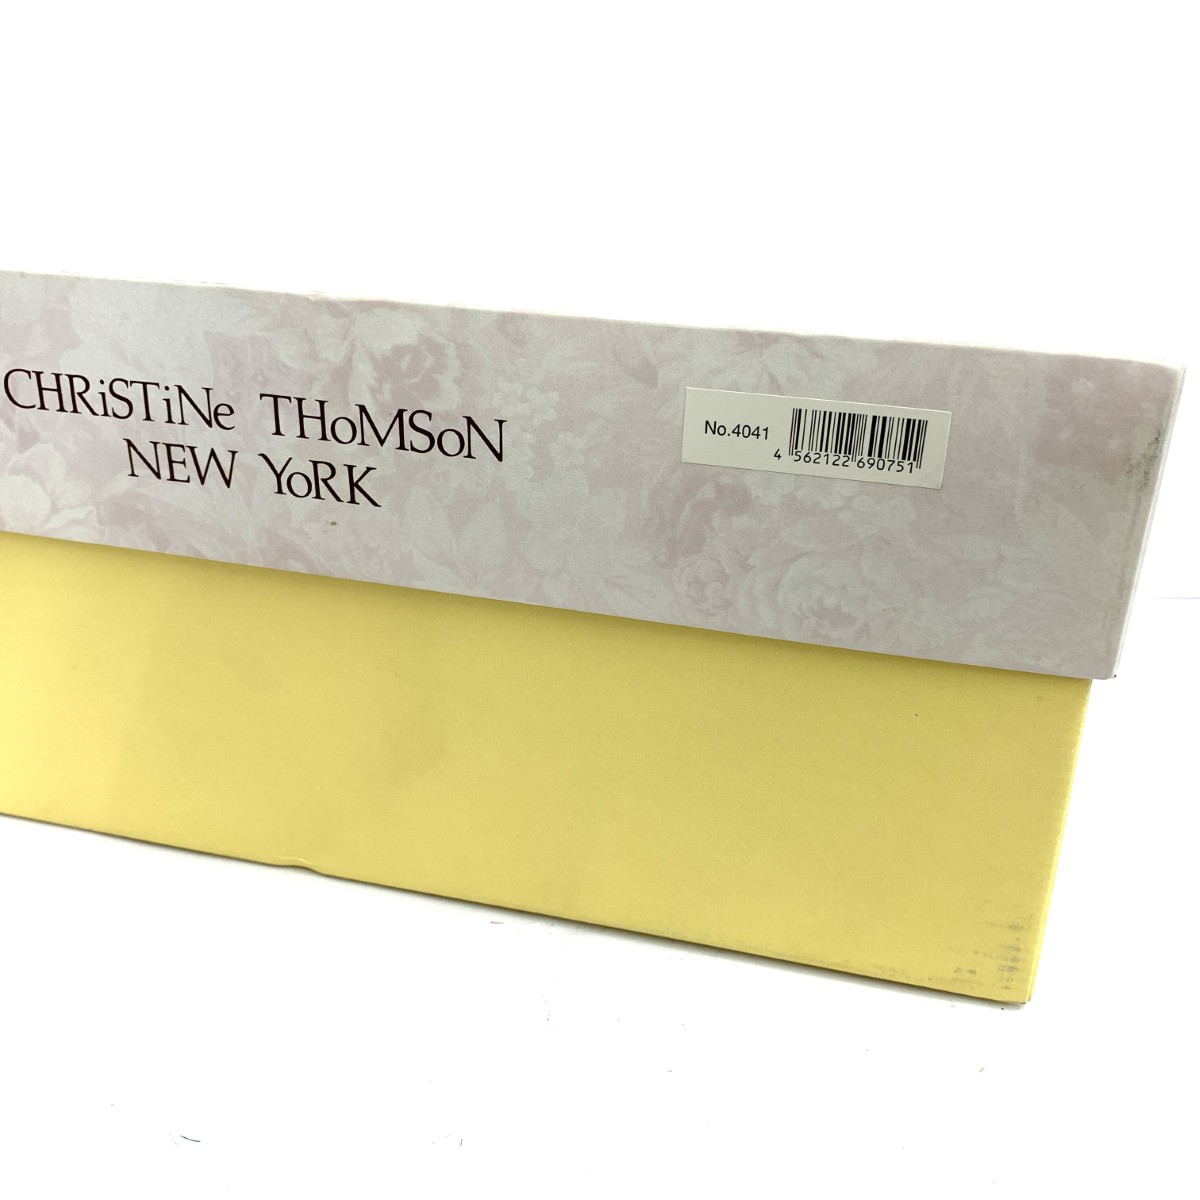 CHRiSTiNe THoMSoN
NEW YoRK
No.4041
4 562122 690751